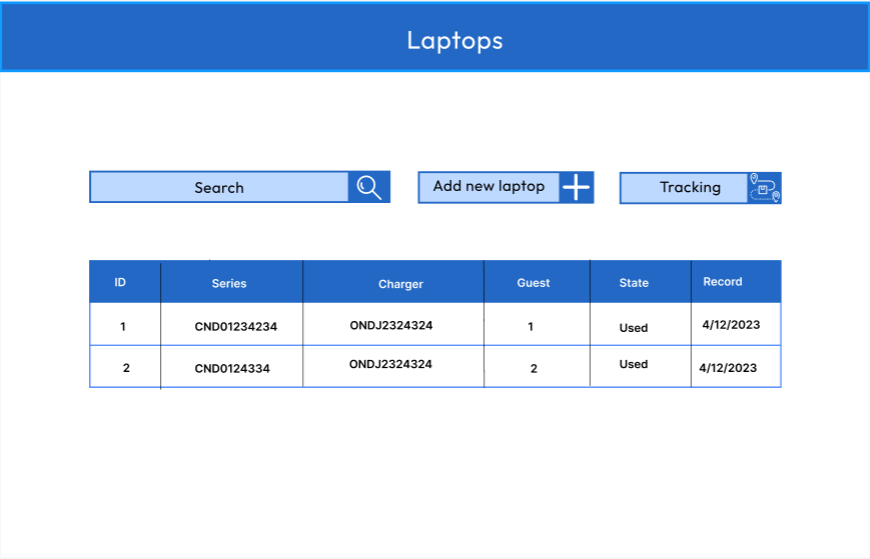 Laptops
Search
Add new laptop
Tracking
ID Series Charger Guest State Record
1 CND01234234 ONDJ2324324 1 Used 4/12/2023
2 CND0124334 ONDJ2324324 2 Used 4/12/2023